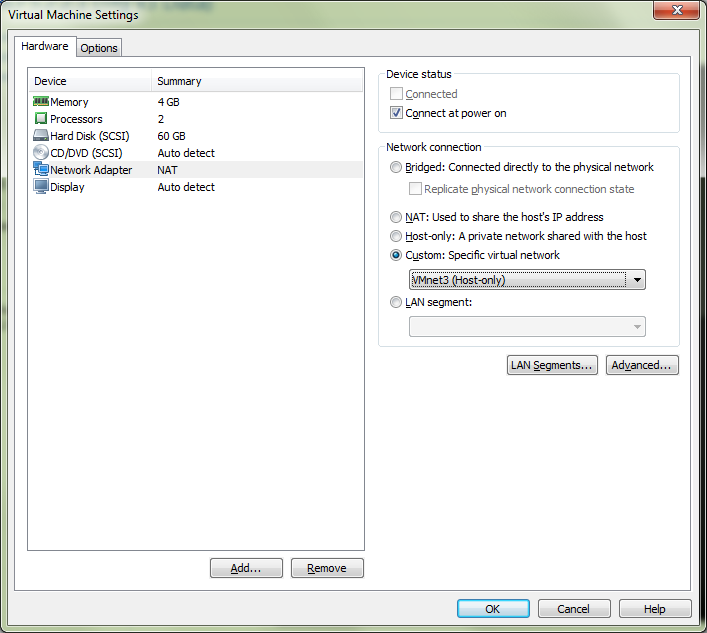 Virtual Machine Settings
Hardware
Options
Device Summary
Memory 4 GB
Processors 2
Hard Disk (SCSI) 60 GB
CD/DVD (SCSI) Auto detect
Network Adapter NAT
Display Auto detect
Add...
Remove
Device status
Connected
Connect at power on
Network connection
Bridged: Connected directly to the physical network
Replicate physical network connection state
NAT: Used to share the host's IP address
Host-only: A private network shared with the host
Custom: Specific virtual network
VMnet3 (Host-only)
LAN segment:
LAN Segments...
Advanced...
OK
Cancel
Help